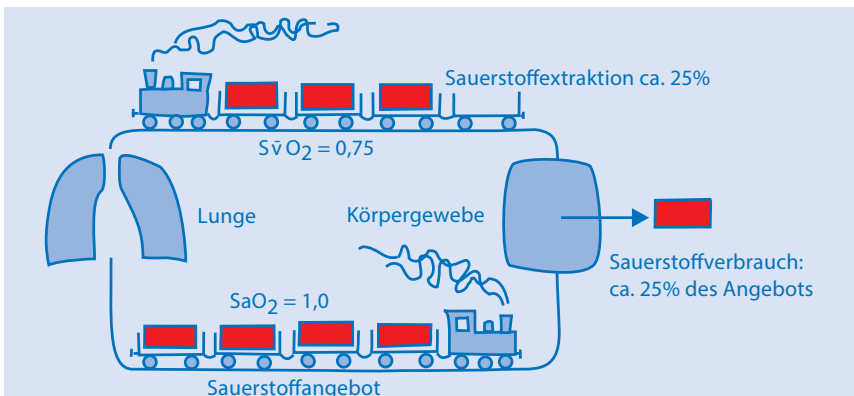 Sauerstoffextraktion ca. 25%
Sv̄O₂ = 0,75
Lunge
Körpergewebe
Sauerstoffverbrauch:
ca. 25% des Angebots
SaO₂ = 1,0
Sauerstoffangebot